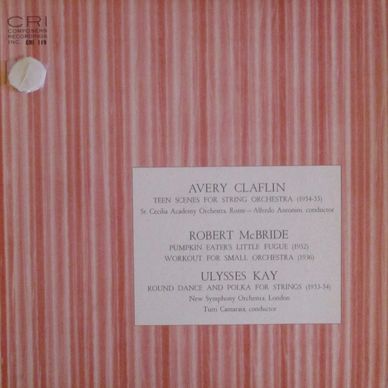 CRI
COMPOSERS
RECORDINGS
INC. CRI 119
AVERY CLAFLIN
TEEN SCENES FOR STRING ORCHESTRA (1954-55)
St. Cecilia Academy Orchestra, Rome—Alfredo Antonini, conductor
ROBERT McBRIDE
PUMPKIN EATER'S LITTLE FUGUE (1952)
WORKOUT FOR SMALL ORCHESTRA (1936)
ULYSSES KAY
ROUND DANCE AND POLKA FOR STRINGS (1953-54)
New Symphony Orchestra, London
Tutti Camarata, conductor